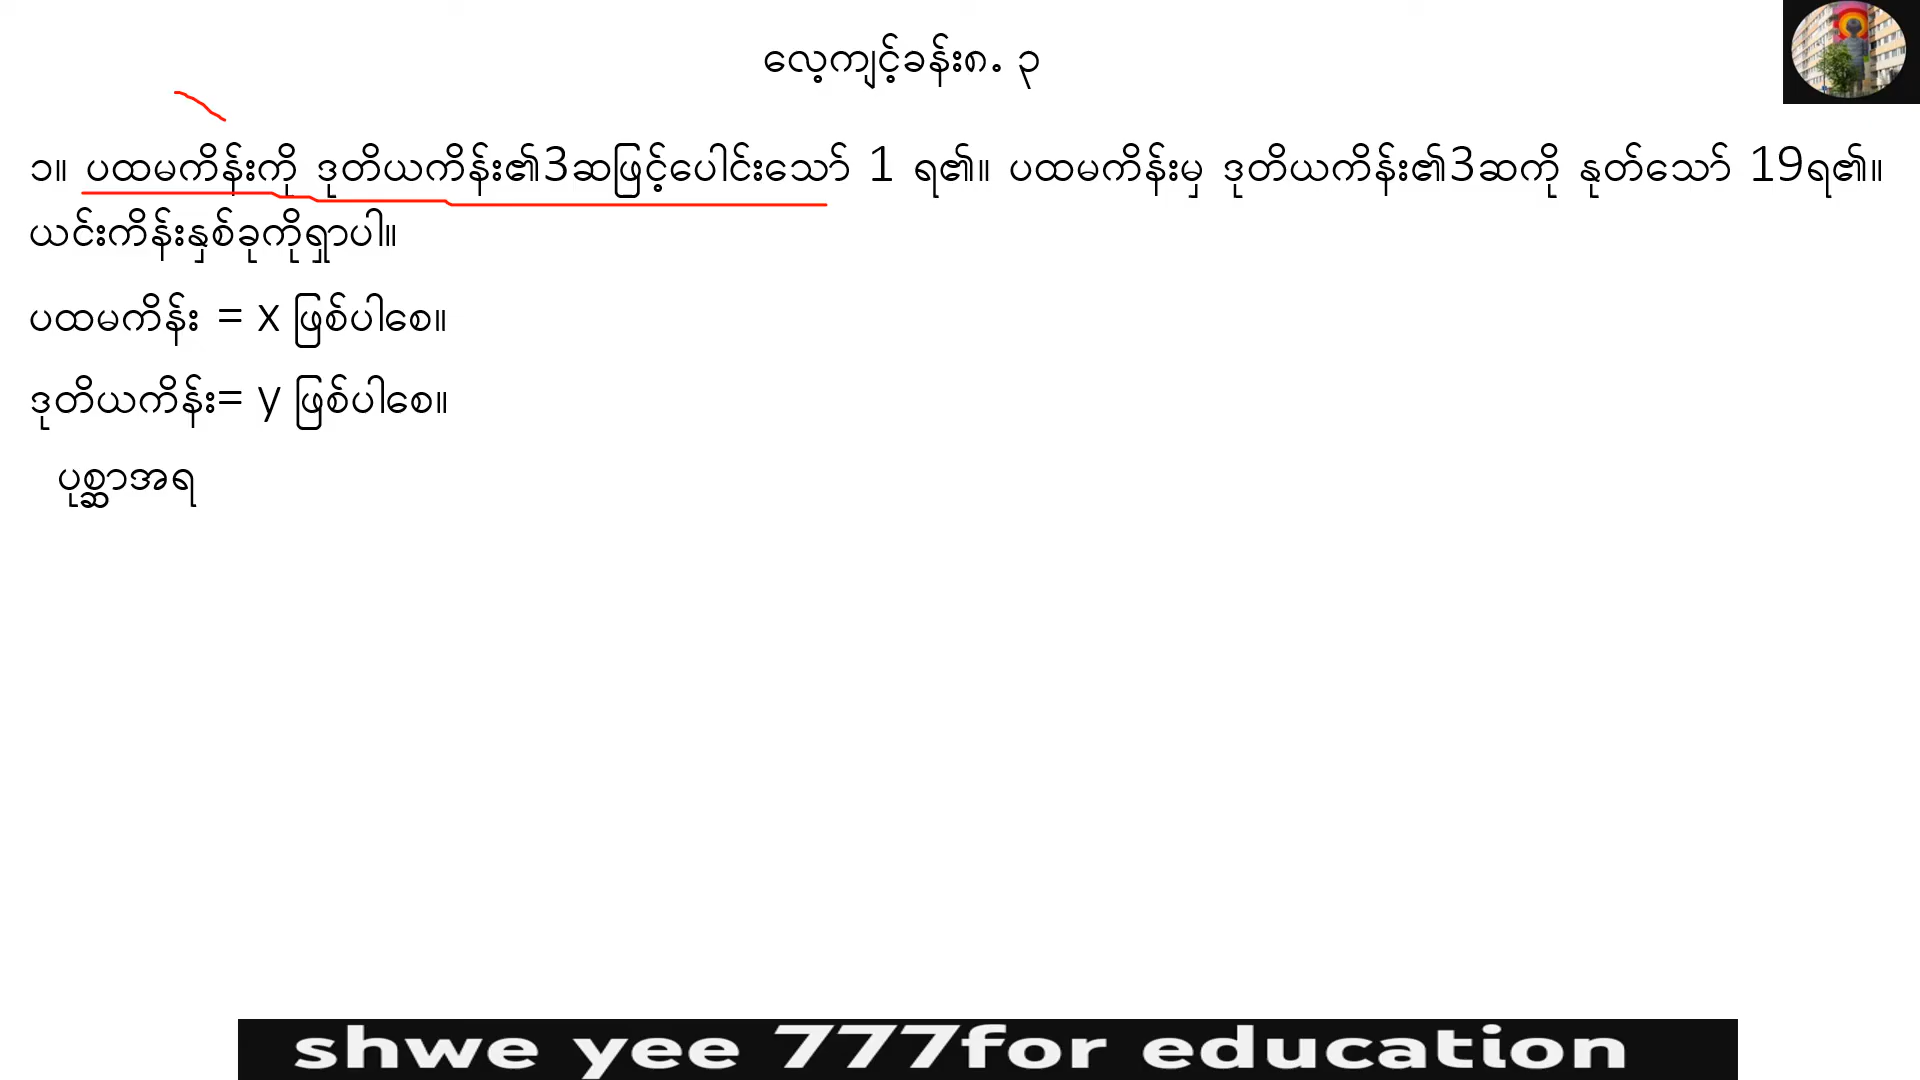 လေ့ကျင့်ခန်း၈. ၃
၁။ ပထမကိန်းကို ဒုတိယကိန်း၏3ဆဖြင့်ပေါင်းသော် 1 ရ၏။ ပထမကိန်းမှ ဒုတိယကိန်း၏3ဆကို နုတ်သော် 19ရ၏။
ယင်းကိန်းနှစ်ခုကိုရှာပါ။
ပထမကိန်း = x ဖြစ်ပါစေ။
ဒုတိယကိန်း= y ဖြစ်ပါစေ။
ပုစ္ဆာအရ
shwe yee 777for education